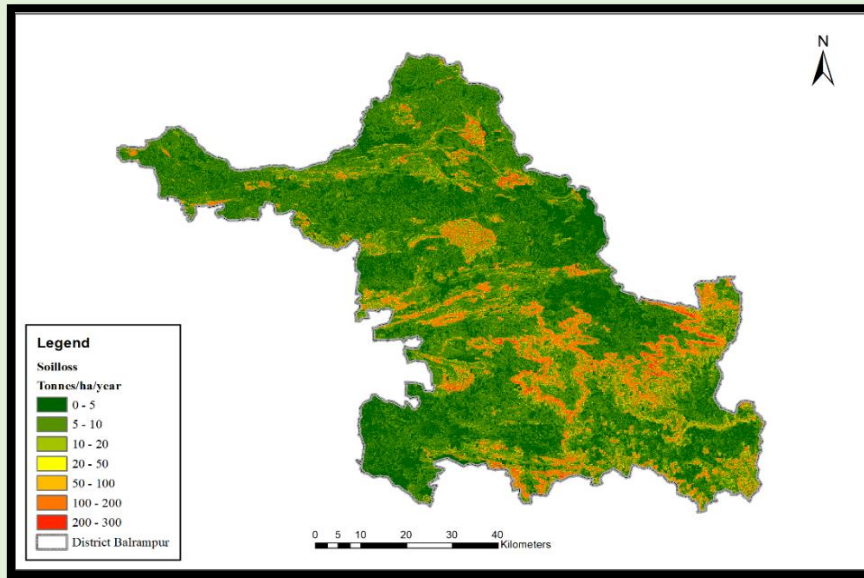 N
Legend
Soilloss
Tonnes/ha/year
0 - 5
5 - 10
10 - 20
20 - 50
50 - 100
100 - 200
200 - 300
District Balrampur
0 5 10 20 30 40
Kilometers